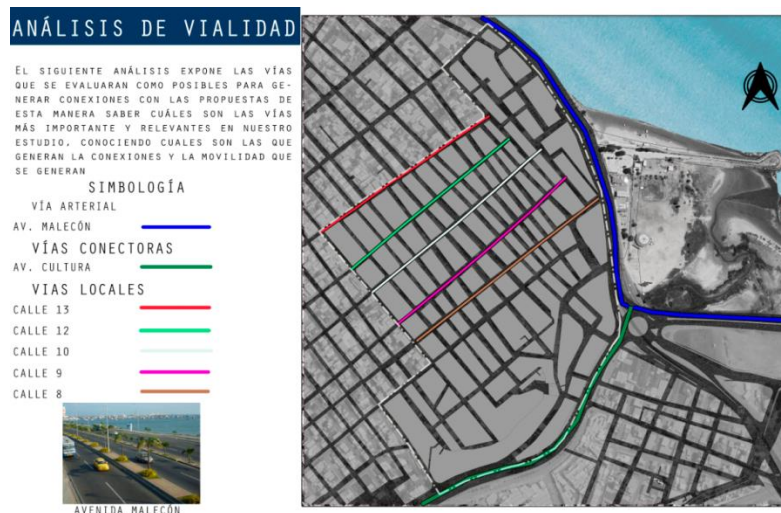 ANÁLISIS DE VIALIDAD
EL SIGUIENTE ANÁLISIS EXPONE LAS VÍAS
QUE SE EVALUARAN COMO POSIBLES PARA GE-
NERAR CONEXIONES CON LAS PROPUESTAS DE
ESTA MANERA SABER CUÁLES SON LAS VÍAS
MÁS IMPORTANTE Y RELEVANTES EN NUESTRO
ESTUDIO, CONOCIENDO CUALES SON LAS QUE
GENERAN LA CONEXIONES Y LA MOVILIDAD QUE
SE GENERAN
SIMBOLOGÍA
VÍA ARTERIAL
AV. MALECÓN
VÍAS CONECTORAS
AV. CULTURA
VIAS LOCALES
CALLE 13
CALLE 12
CALLE 10
CALLE 9
CALLE 8
AVENIDA MALECÓN